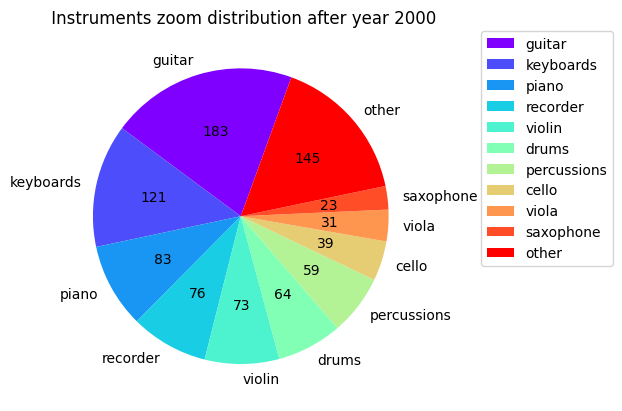 Instruments zoom distribution after year 2000
guitar
183
keyboards
121
piano
83
recorder
76
violin
73
drums
64
percussions
59
cello
39
viola
31
saxophone
23
other
145
guitar
keyboards
piano
recorder
violin
drums
percussions
cello
viola
saxophone
other